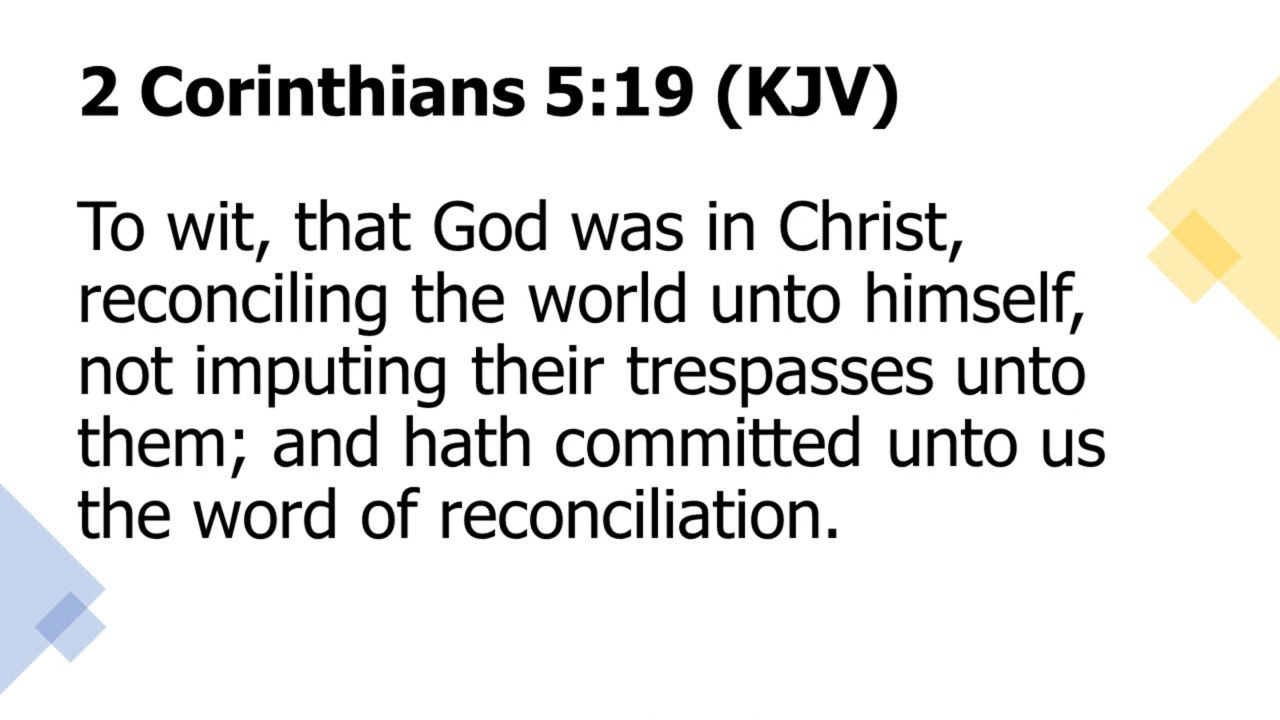 2 Corinthians 5:19 (KJV)
To wit, that God was in Christ,
reconciling the world unto himself,
not imputing their trespasses unto
them; and hath committed unto us
the word of reconciliation.